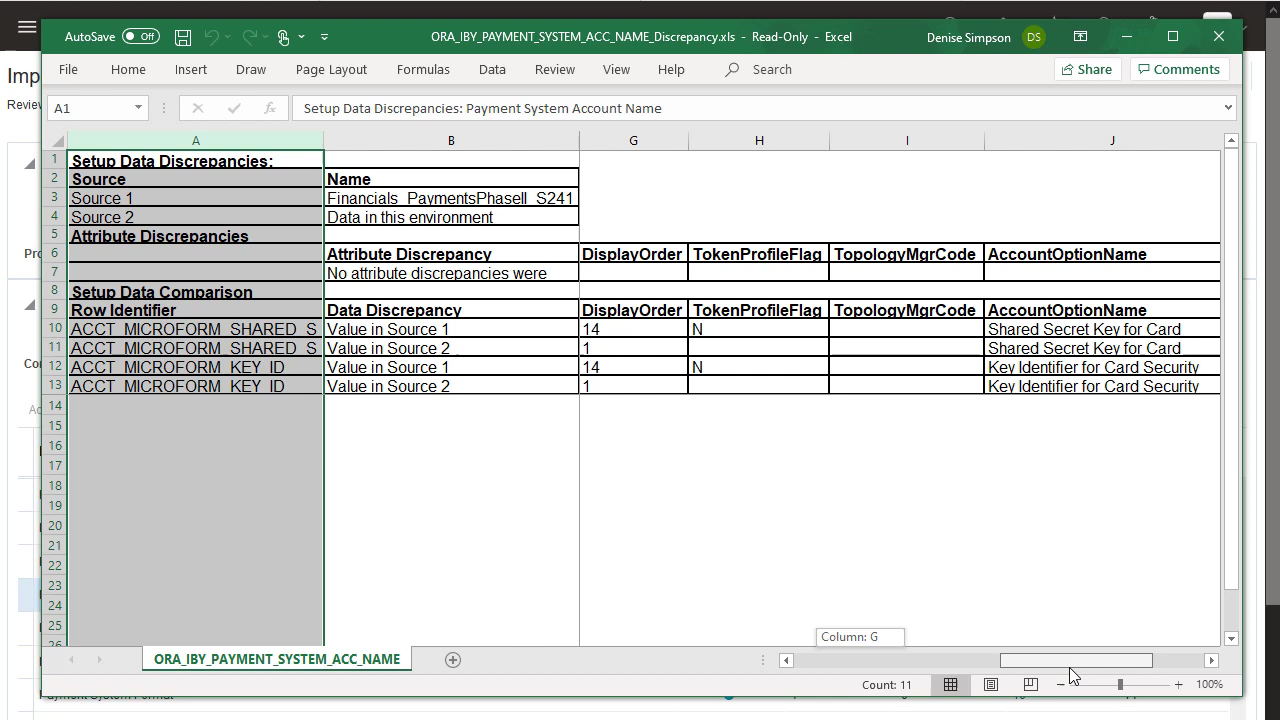 AutoSave Off ORA_IBY_PAYMENT_SYSTEM_ACC_NAME_Discrepancy.xls - Read-Only - Excel Denise Simpson DS
File Home Insert Draw Page Layout Formulas Data Review View Help Search Share Comments
Imp
Review
A1 fx Setup Data Discrepancies: Payment System Account Name
A B G H I J
1 Setup Data Discrepancies:
2 Source Name
3 Source 1 Financials_PaymentsPhaseII_S241
4 Source 2 Data in this environment
5 Attribute Discrepancies
6 Attribute Discrepancy DisplayOrder TokenProfileFlag TopologyMgrCode AccountOptionName
7 No attribute discrepancies were
8 Setup Data Comparison
9 Row Identifier Data Discrepancy DisplayOrder TokenProfileFlag TopologyMgrCode AccountOptionName
10 ACCT_MICROFORM_SHARED_S Value in Source 1 14 N Shared Secret Key for Card
11 ACCT_MICROFORM_SHARED_S Value in Source 2 1 Shared Secret Key for Card
12 ACCT_MICROFORM_KEY_ID Value in Source 1 14 N Key Identifier for Card Security
13 ACCT_MICROFORM_KEY_ID Value in Source 2 1 Key Identifier for Card Security
14
15
16
17
18
19
20
21
22
23
24
25
26
Column: G
ORA_IBY_PAYMENT_SYSTEM_ACC_NAME
Count: 11 100%